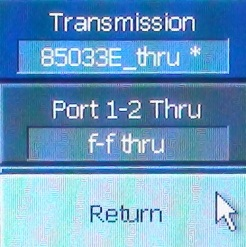 Transmission
85033E_thru *
Port 1-2 Thru
f-f thru
Return